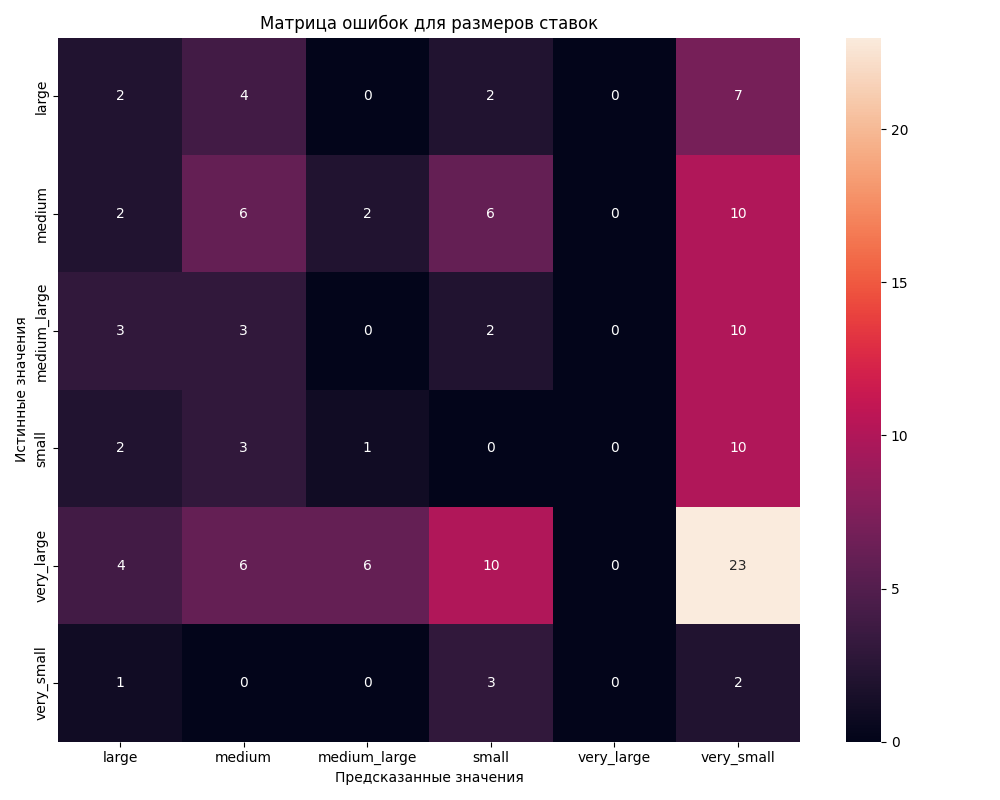 Матрица ошибок для размеров ставок
Истинные значения
large
2 4 0 2 0 7
medium
2 6 2 6 0 10
medium_large
3 3 0 2 0 10
small
2 3 1 0 0 10
very_large
4 6 6 10 0 23
very_small
1 0 0 3 0 2
large medium medium_large small very_large very_small
Предсказанные значения
20
15
10
5
0